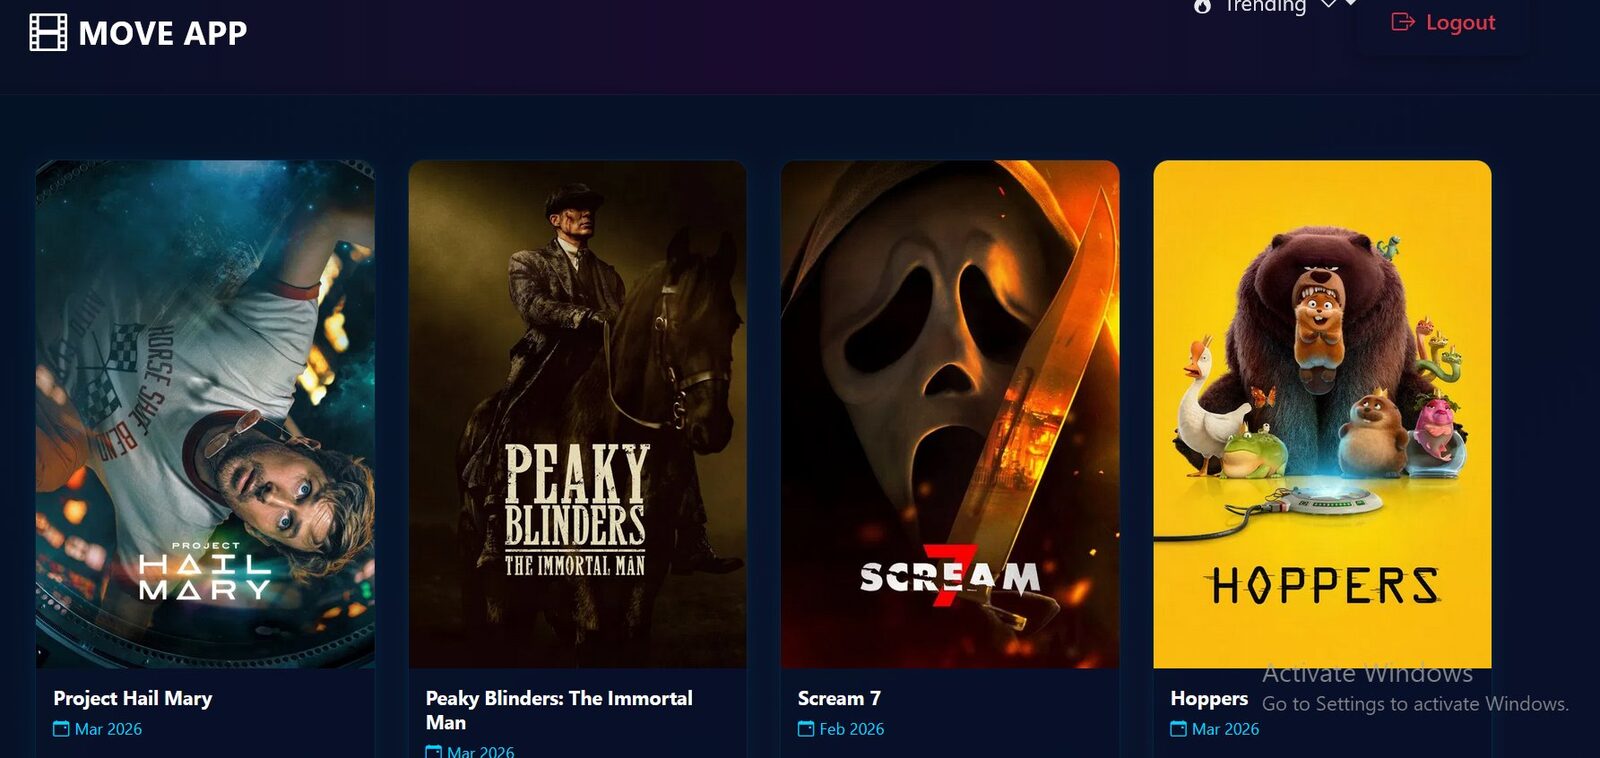 MOVE APP
Trending
Logout
HORSE SHOE BEND
PROJECT
HAIL
MARY
PEAKY
BLINDERS
THE IMMORTAL MAN
7
SCREAM
HOPPERS
Project Hail Mary
Mar 2026
Peaky Blinders: The Immortal
Man
Mar 2026
Scream 7
Feb 2026
Hoppers
Mar 2026
Activate Windows
Go to Settings to activate Windows.